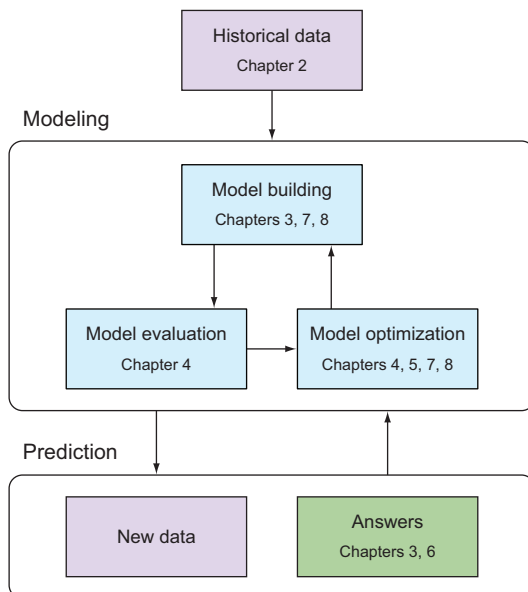 Historical data
Chapter 2
Modeling
Model building
Chapters 3, 7, 8
Model evaluation
Chapter 4
Model optimization
Chapters 4, 5, 7, 8
Prediction
New data
Answers
Chapters 3, 6